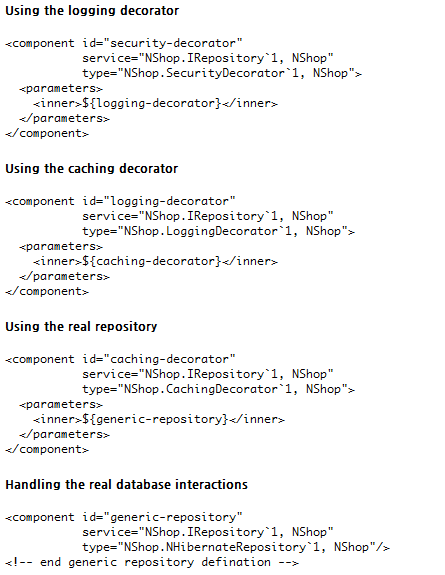 Using the logging decorator
<component id="security-decorator"
service="NShop.IRepository`1, NShop"
type="NShop.SecurityDecorator`1, NShop">
<parameters>
<inner>${logging-decorator}</inner>
</parameters>
</component>
Using the caching decorator
<component id="logging-decorator"
service="NShop.IRepository`1, NShop"
type="NShop.LoggingDecorator`1, NShop">
<parameters>
<inner>${caching-decorator}</inner>
</parameters>
</component>
Using the real repository
<component id="caching-decorator"
service="NShop.IRepository`1, NShop"
type="NShop.CachingDecorator`1, NShop">
<parameters>
<inner>${generic-repository}</inner>
</parameters>
</component>
Handling the real database interactions
<component id="generic-repository"
service="NShop.IRepository`1, NShop"
type="NShop.NHibernateRepository`1, NShop"/>
<!-- end generic repository defination -->